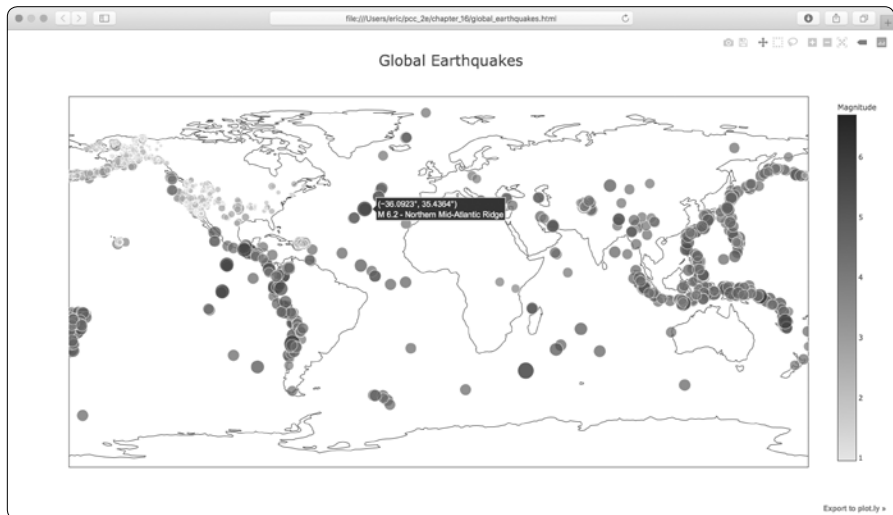 file:///Users/eric/pcc_2e/chapter_16/global_earthquakes.html
Global Earthquakes
Magnitude
(−36.0923°, 35.4364°)
M 6.2 - Northern Mid-Atlantic Ridge
6
5
4
3
2
1
Export to plot.ly »